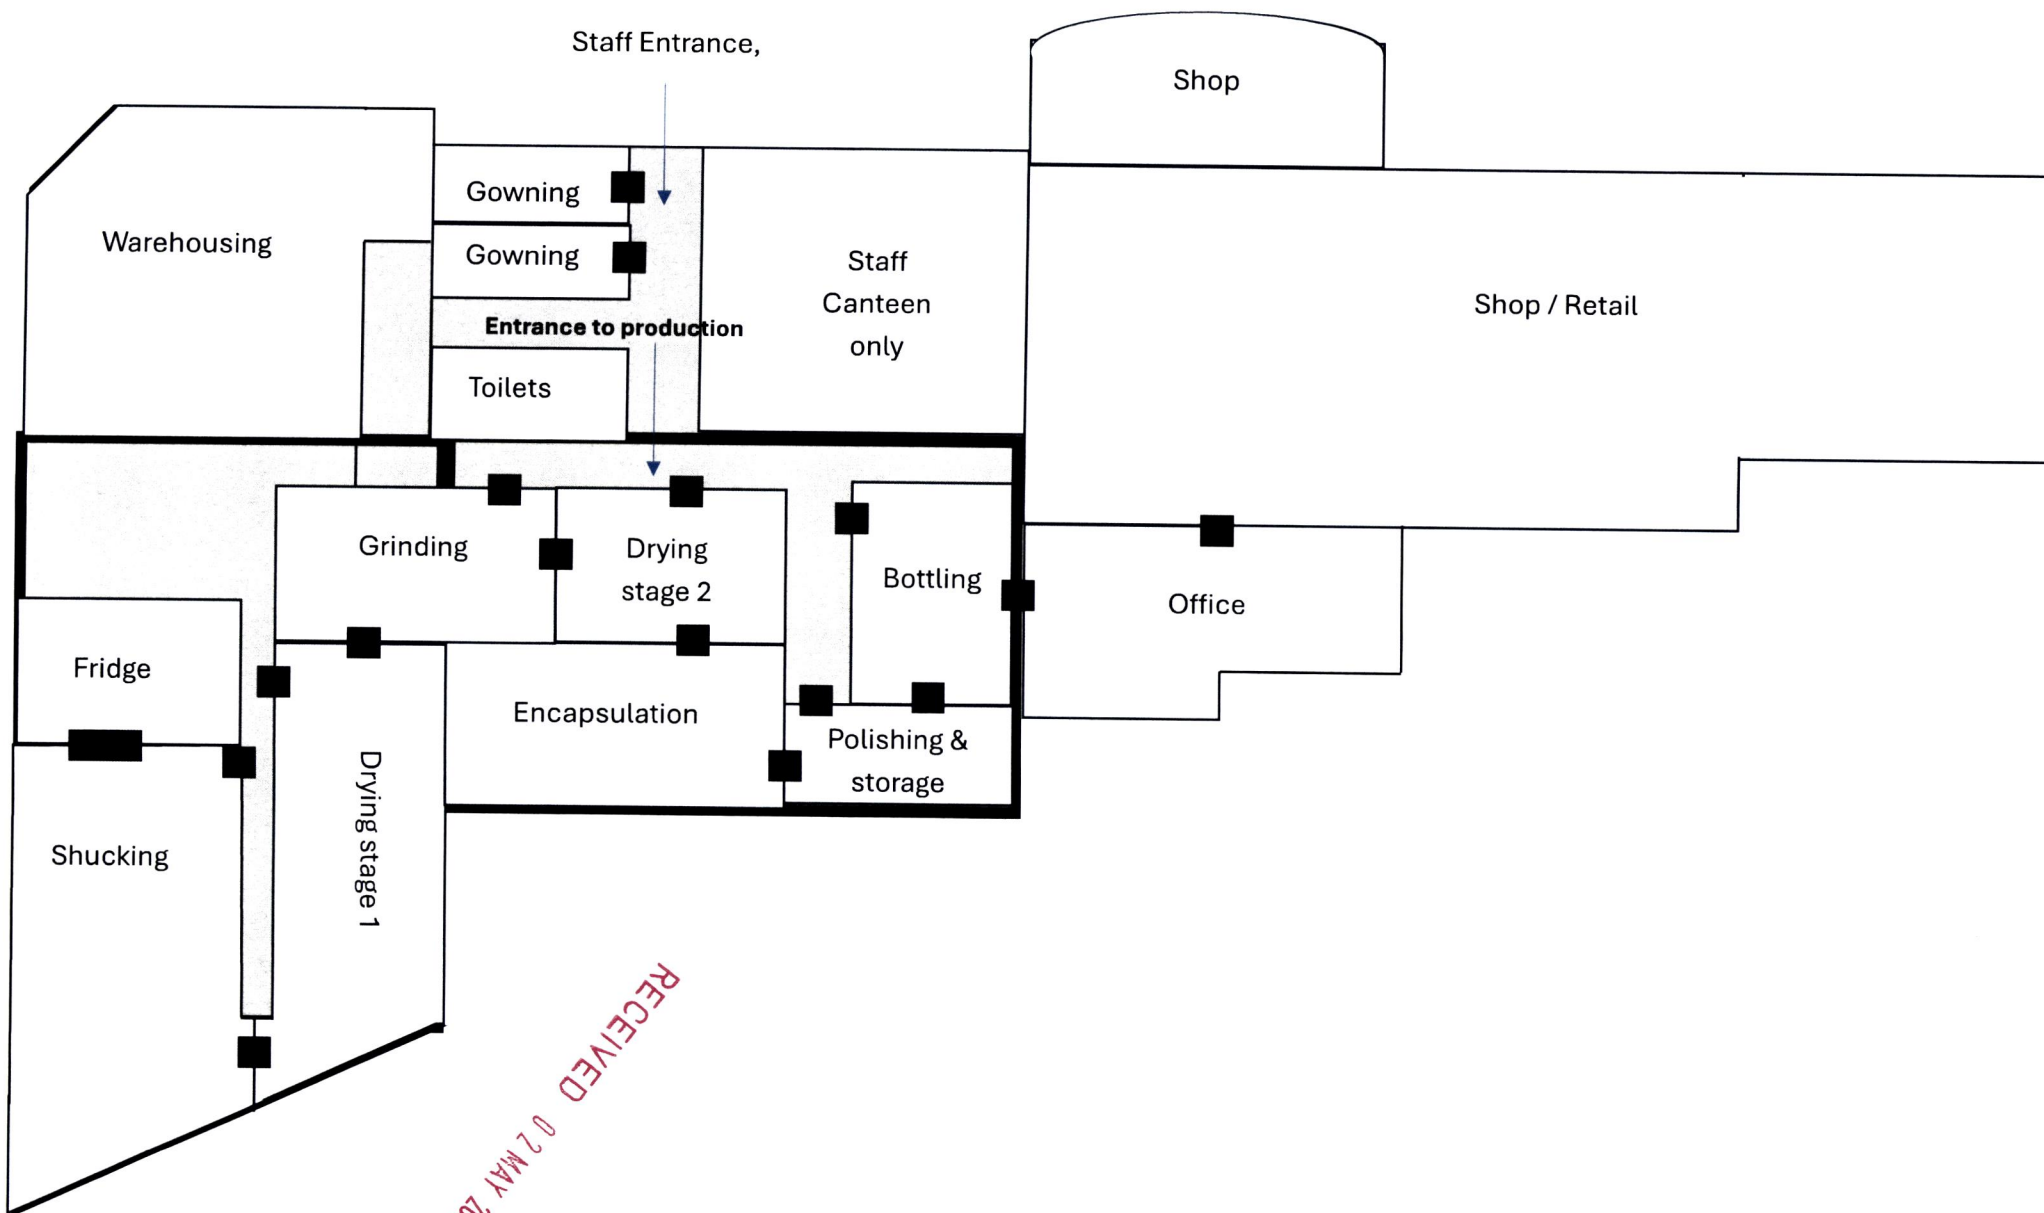 Staff Entrance,
Shop
Gowning
Warehousing
Gowning
Staff
Canteen
only
Shop / Retail
Entrance to production
Toilets
Grinding
Drying
stage 2
Bottling
Office
Fridge
Encapsulation
Polishing &
storage
Drying stage 1
Shucking
RECEIVED 02 MAY